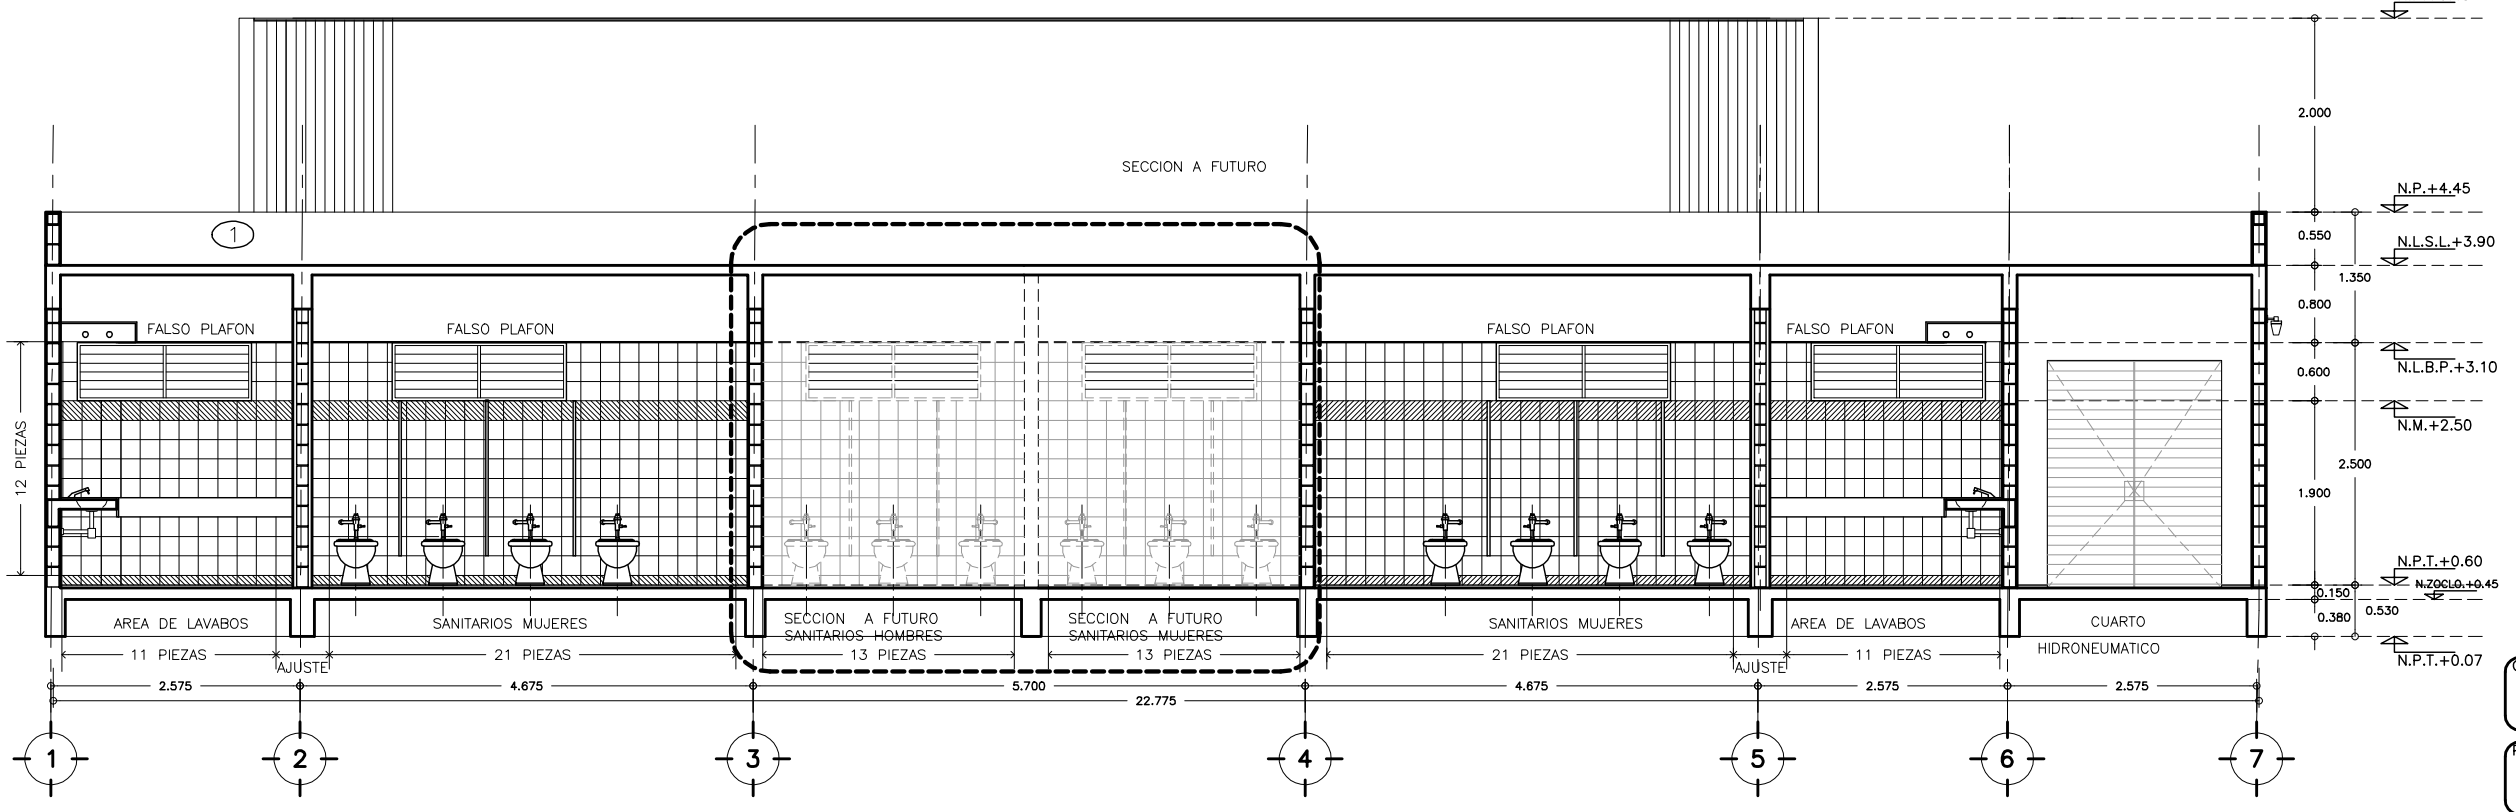 2.000
SECCION A FUTURO
N.P.+4.45
1
0.550
N.L.S.L.+3.90
1.350
0.800
FALSO PLAFON
FALSO PLAFON
FALSO PLAFON
FALSO PLAFON
N.L.B.P.+3.10
0.600
N.M.+2.50
12 PIEZAS
2.500
1.900
N.P.T.+0.60
N.ZOCLO.+0.45
0.150
0.530
0.380
AREA DE LAVABOS
SANITARIOS MUJERES
SECCION A FUTURO
SANITARIOS HOMBRES
SECCION A FUTURO
SANITARIOS MUJERES
SANITARIOS MUJERES
AREA DE LAVABOS
CUARTO
HIDRONEUMATICO
N.P.T.+0.07
11 PIEZAS
AJUSTE
21 PIEZAS
13 PIEZAS
13 PIEZAS
21 PIEZAS
AJUSTE
11 PIEZAS
2.575
4.675
5.700
4.675
2.575
2.575
22.775
1
2
3
4
5
6
7